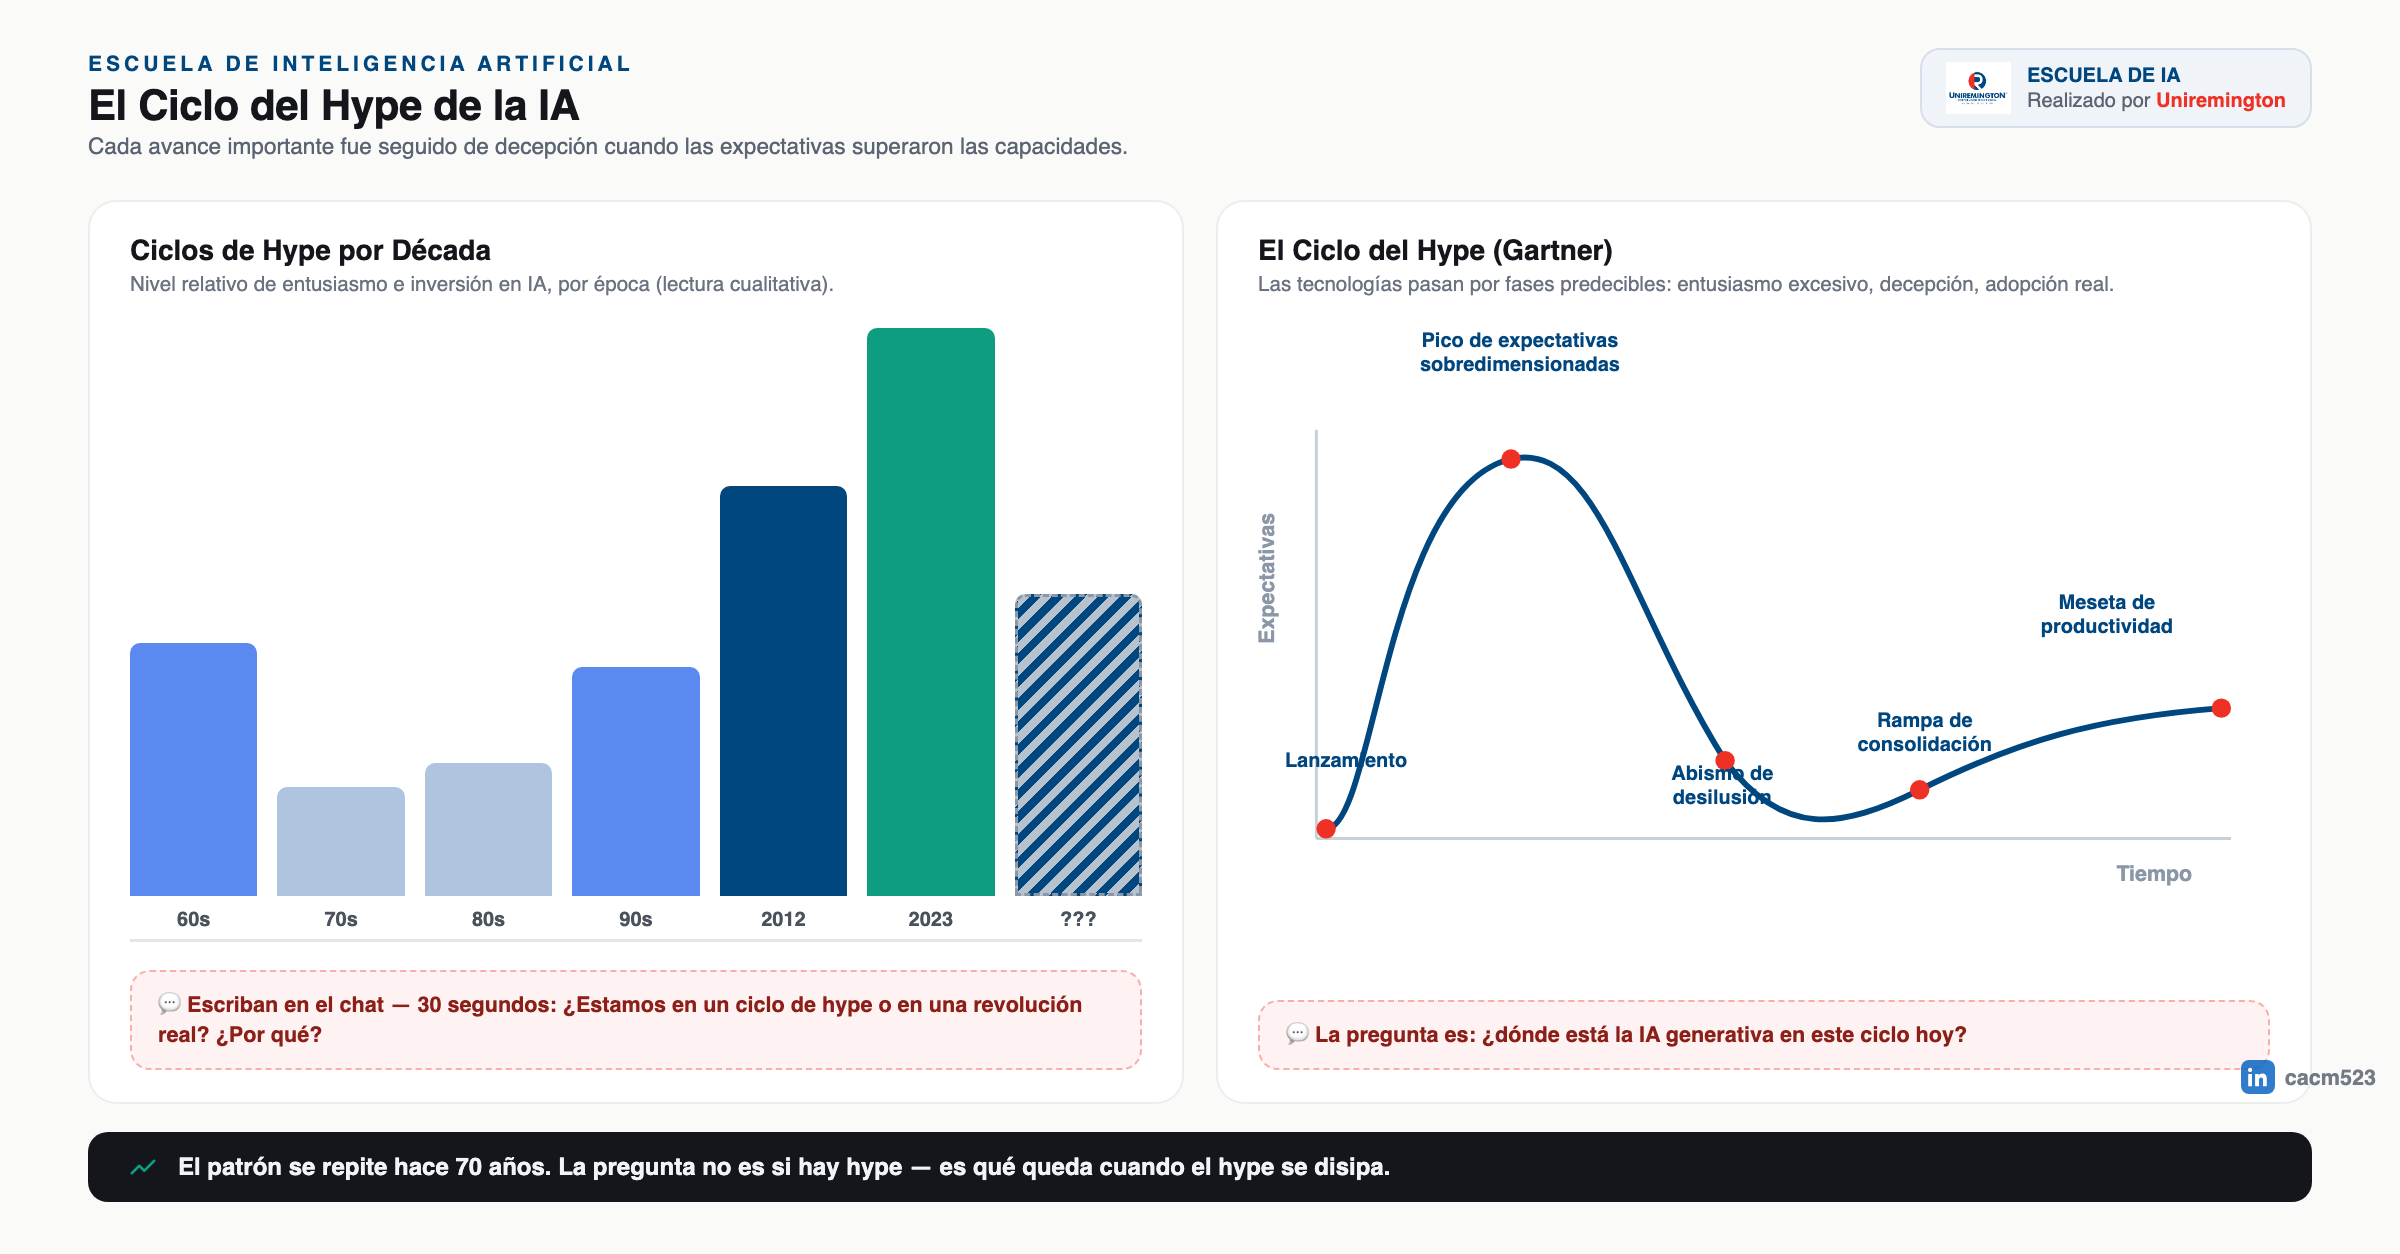 ESCUELA DE INTELIGENCIA ARTIFICIAL
El Ciclo del Hype de la IA
Cada avance importante fue seguido de decepción cuando las expectativas superaron las capacidades.
UNIREMINGTON
ESCUELA DE IA
Realizado por Uniremington
Ciclos de Hype por Década
Nivel relativo de entusiasmo e inversión en IA, por época (lectura cualitativa).
60s
70s
80s
90s
2012
2023
???
💬 Escriban en el chat — 30 segundos: ¿Estamos en un ciclo de hype o en una revolución
real? ¿Por qué?
El Ciclo del Hype (Gartner)
Las tecnologías pasan por fases predecibles: entusiasmo excesivo, decepción, adopción real.
Pico de expectativas
sobredimensionadas
Expectativas
Lanzamiento
Abismo de
desilusión
Rampa de
consolidación
Meseta de
productividad
Tiempo
💬 La pregunta es: ¿dónde está la IA generativa en este ciclo hoy?
in cacm523
El patrón se repite hace 70 años. La pregunta no es si hay hype — es qué queda cuando el hype se disipa.